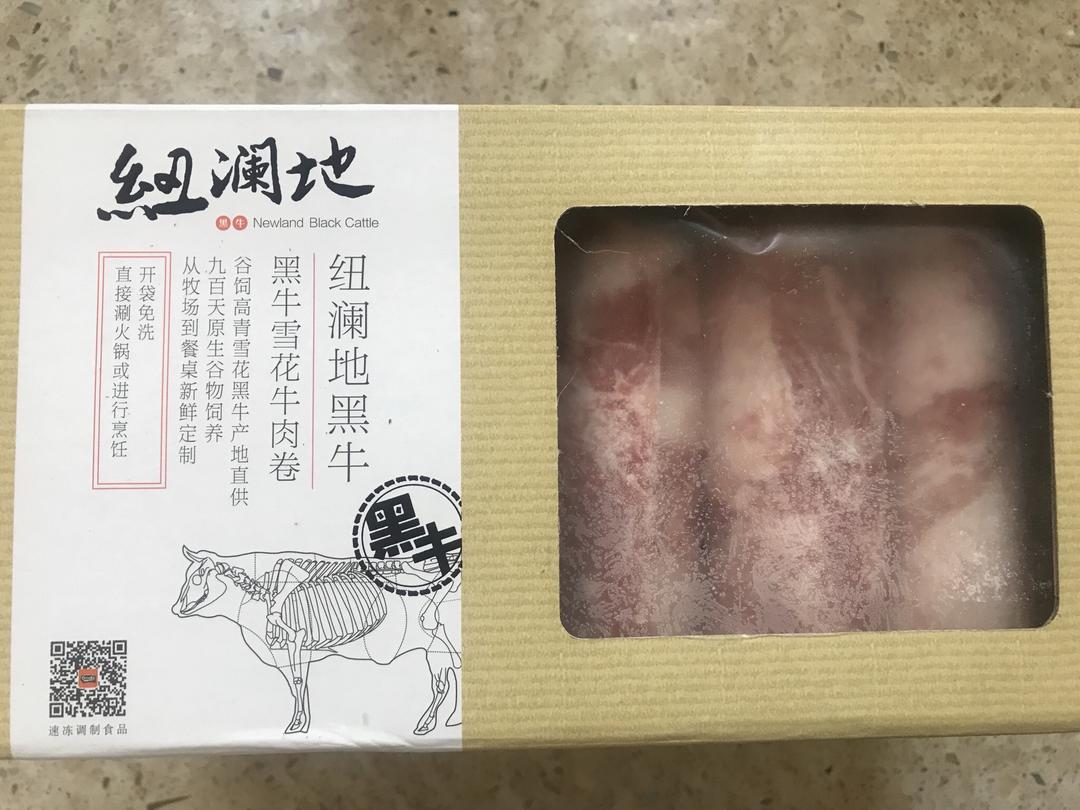 紐澜地
黑牛 Newland Black Cattle
纽澜地黑牛
黑牛雪花牛肉卷
谷饲高青雪花黑牛产地直供
九百天原生谷物饲养
从牧场到餐桌新鲜定制
开袋免洗
直接涮火锅或进行烹饪
黑牛
速冻调制食品